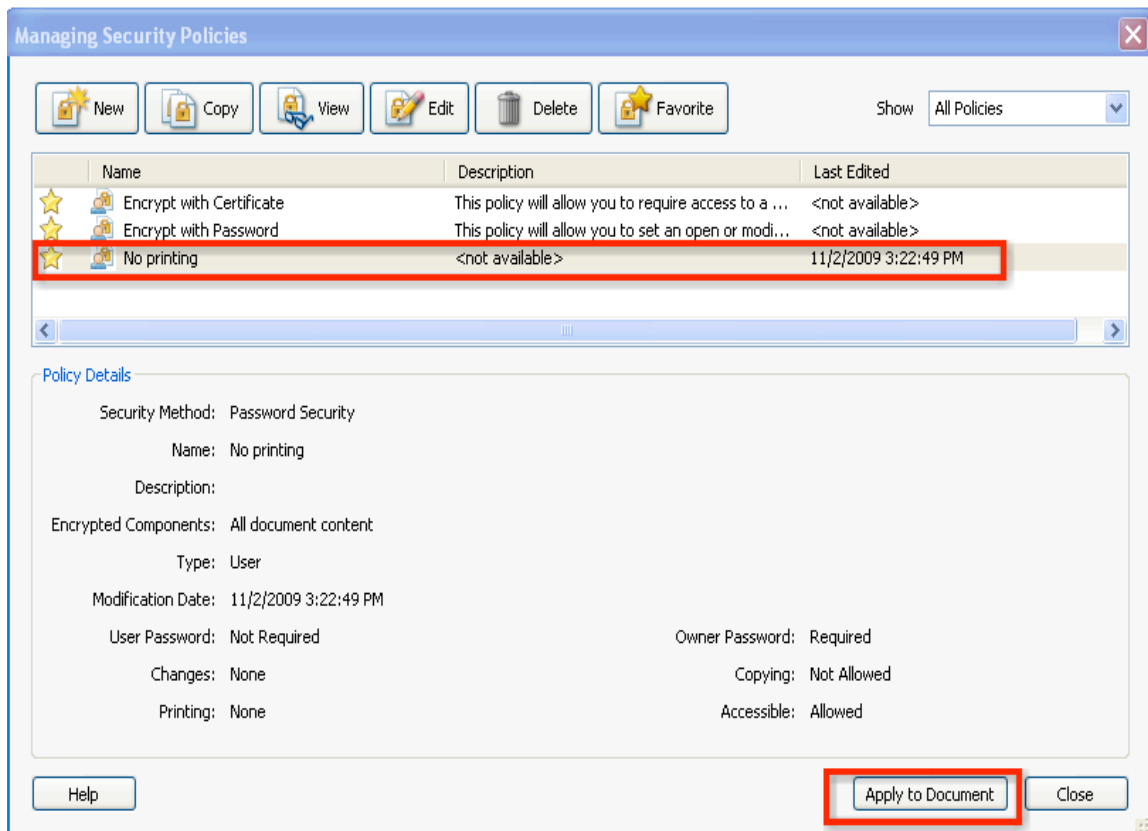 Managing Security Policies
New Copy View Edit Delete Favorite Show All Policies
Name Description Last Edited
Encrypt with Certificate This policy will allow you to require access to a ... <not available>
Encrypt with Password This policy will allow you to set an open or modi... <not available>
No printing <not available> 11/2/2009 3:22:49 PM
Policy Details
Security Method: Password Security
Name: No printing
Description:
Encrypted Components: All document content
Type: User
Modification Date: 11/2/2009 3:22:49 PM
User Password: Not Required Owner Password: Required
Changes: None Copying: Not Allowed
Printing: None Accessible: Allowed
Help Apply to Document Close